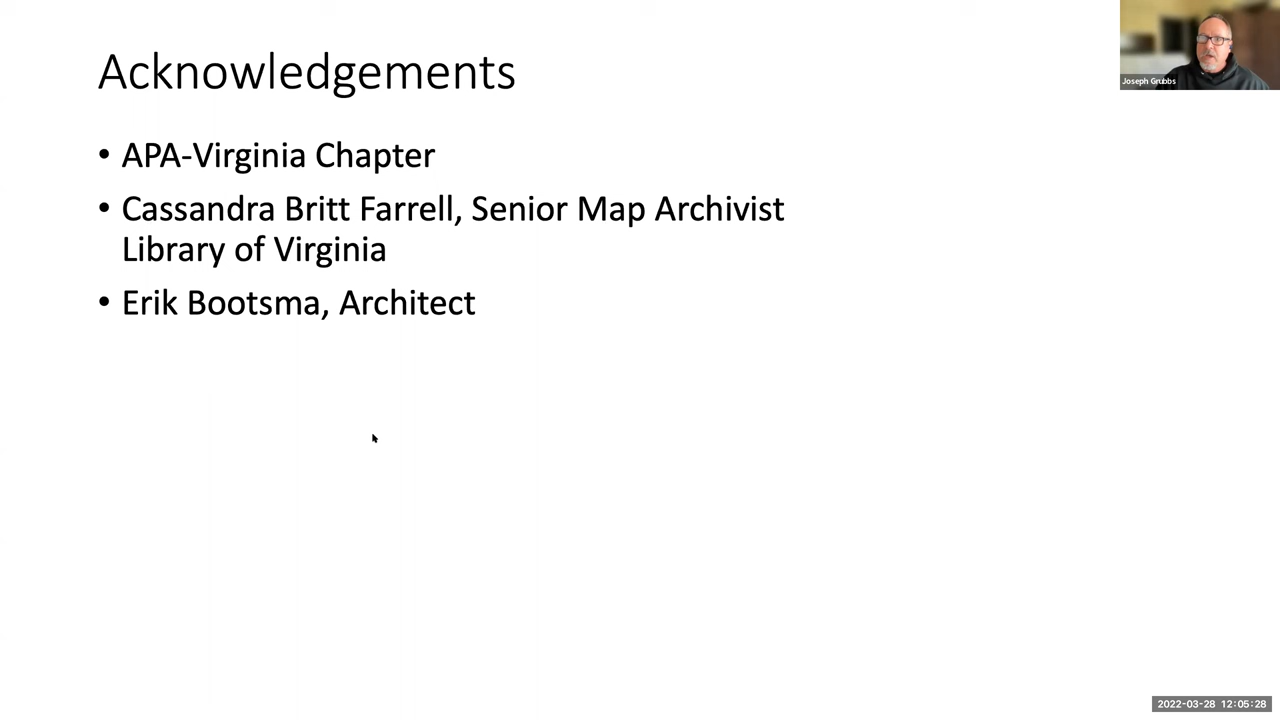 Acknowledgements
Joseph Grubbs
• APA-Virginia Chapter
• Cassandra Britt Farrell, Senior Map Archivist
Library of Virginia
• Erik Bootsma, Architect
2022-03-28 12:05:28